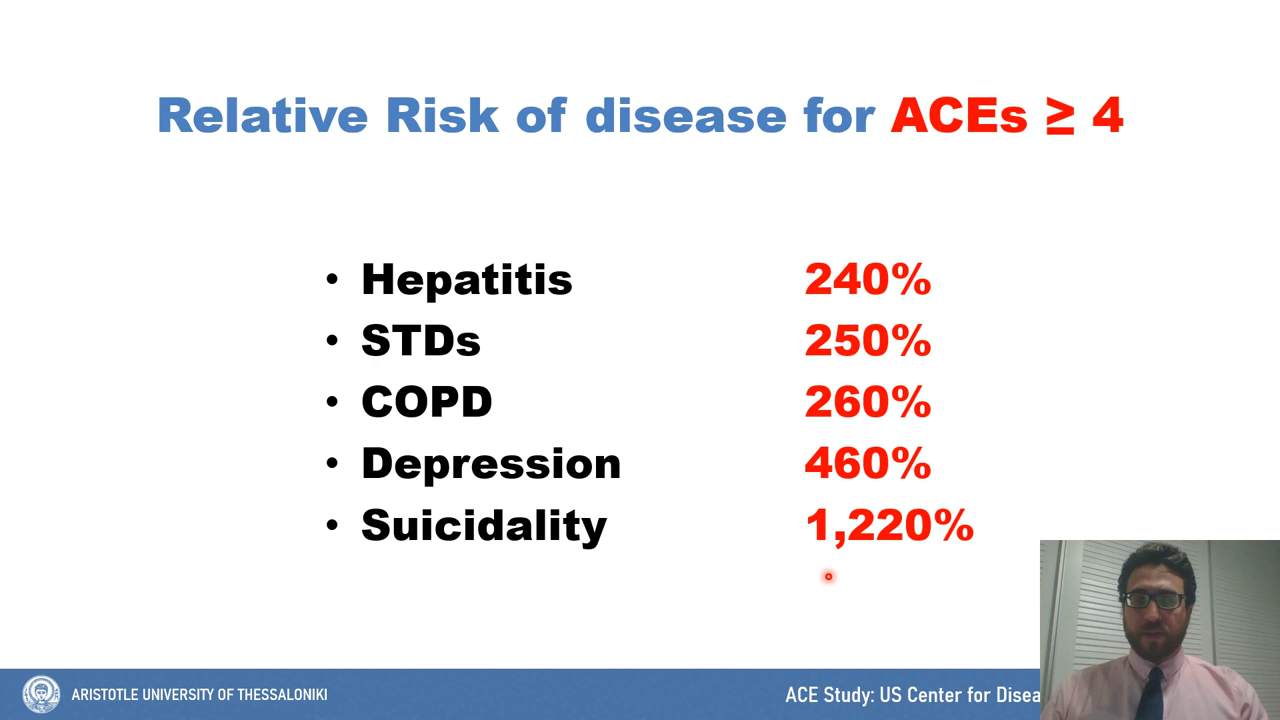 Relative Risk of disease for ACEs ≥ 4
• Hepatitis 240%
• STDs 250%
• COPD 260%
• Depression 460%
• Suicidality 1,220%
ARISTOTLE UNIVERSITY OF THESSALONIKI
ACE Study: US Center for